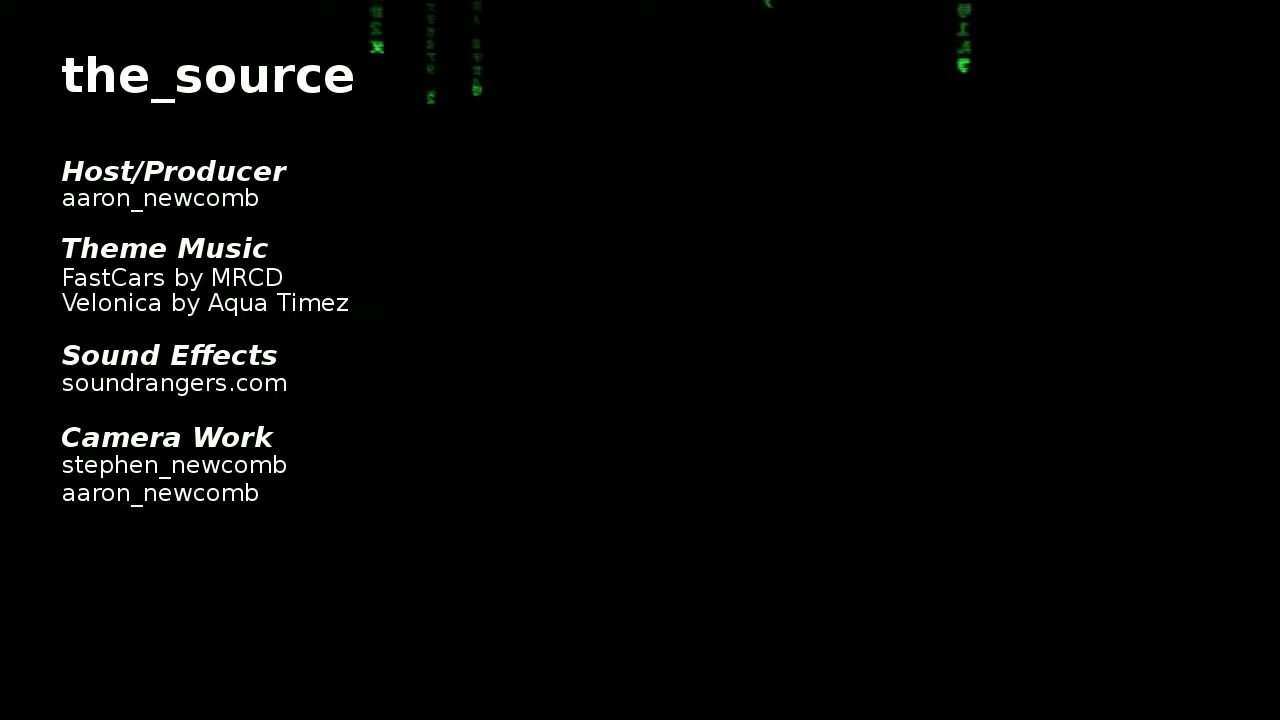 the_source
Host/Producer
aaron_newcomb
Theme Music
FastCars by MRCD
Velonica by Aqua Timez
Sound Effects
soundrangers.com
Camera Work
stephen_newcomb
aaron_newcomb